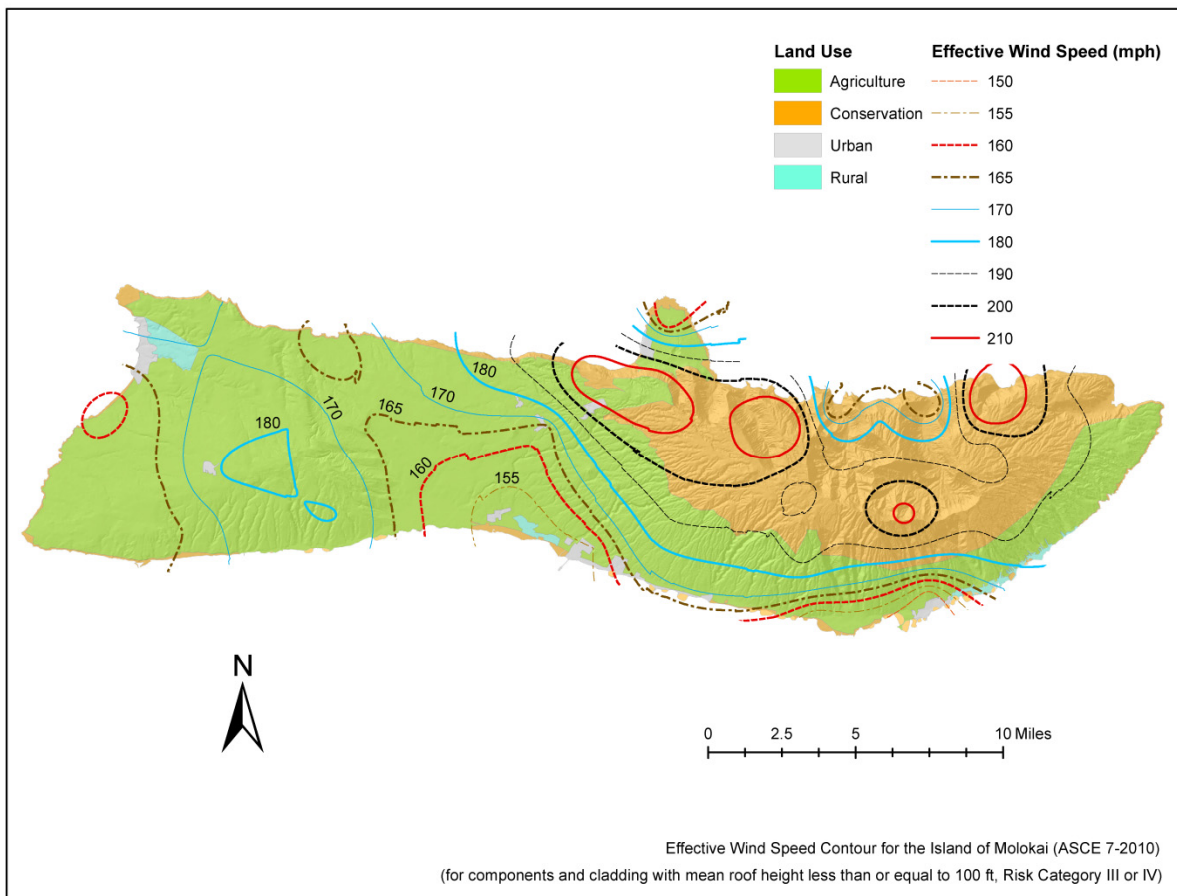 Land Use
Agriculture
Conservation
Urban
Rural
Effective Wind Speed (mph)
150
155
160
165
170
180
190
200
210
180
170
165
170
180
160
155
N
0 2.5 5 10 Miles
Effective Wind Speed Contour for the Island of Molokai (ASCE 7-2010)
(for components and cladding with mean roof height less than or equal to 100 ft, Risk Category III or IV)